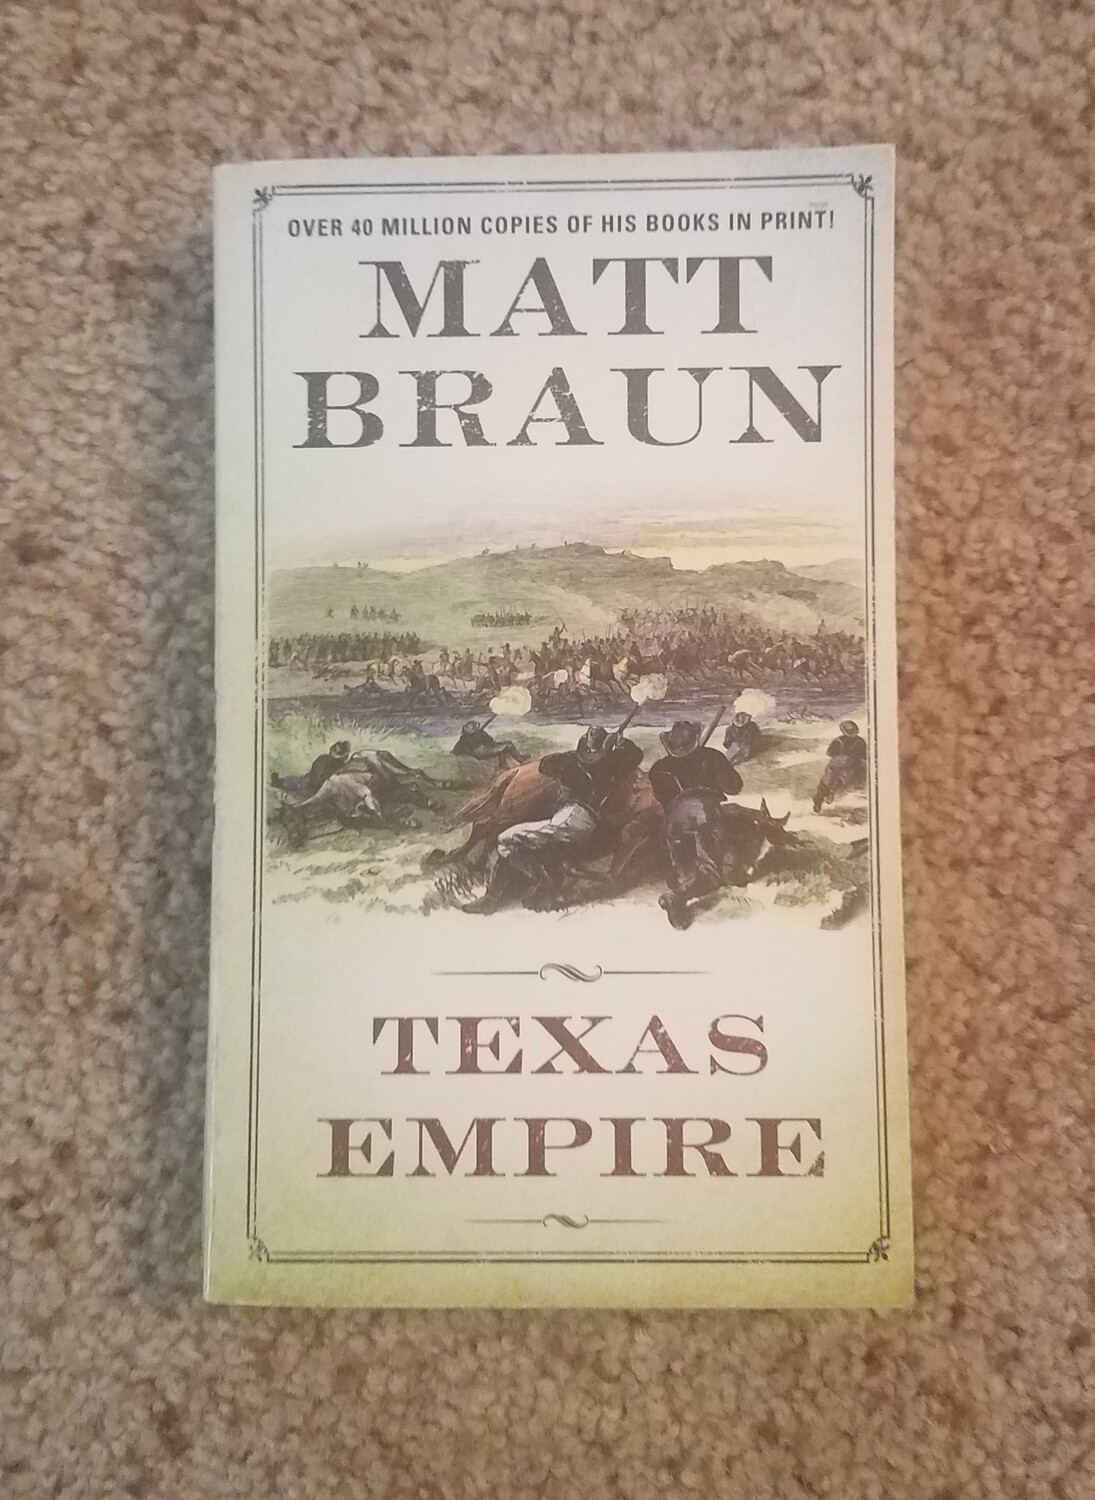 OVER 40 MILLION COPIES OF HIS BOOKS IN PRINT!
MATT
BRAUN
TEXAS
EMPIRE